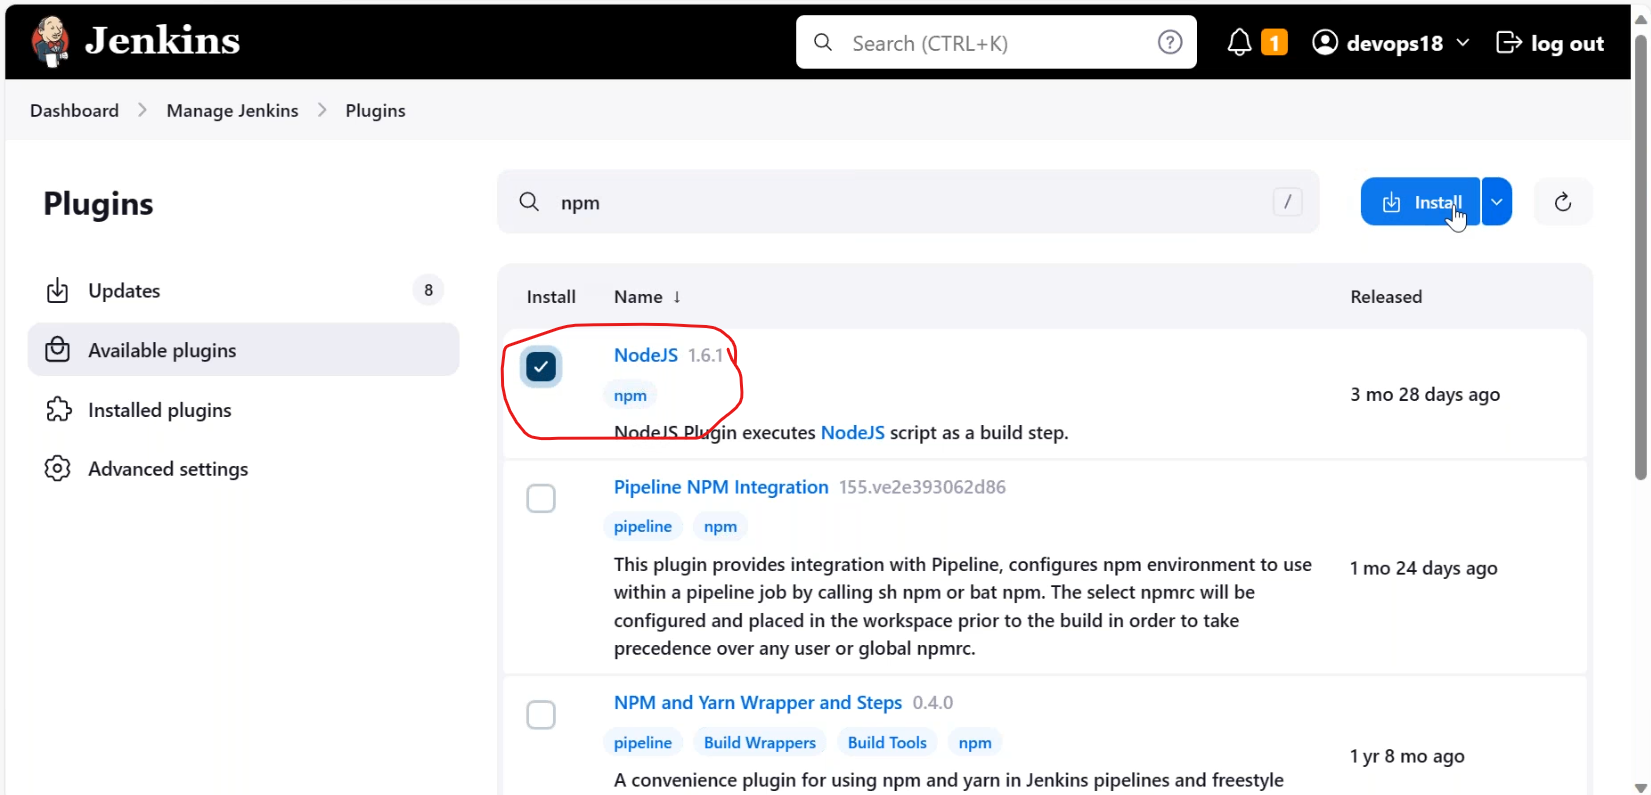 Jenkins
Search (CTRL+K)
1
devops18
log out
Dashboard
Manage Jenkins
Plugins
Plugins
npm
/
Install
Updates
8
Available plugins
Installed plugins
Advanced settings
Install
Name ↓
Released
NodeJS 1.6.1
npm
NodeJS Plugin executes NodeJS script as a build step.
3 mo 28 days ago
Pipeline NPM Integration 155.ve2e393062d86
pipeline npm
This plugin provides integration with Pipeline, configures npm environment to use
within a pipeline job by calling sh npm or bat npm. The select npmrc will be
configured and placed in the workspace prior to the build in order to take
precedence over any user or global npmrc.
1 mo 24 days ago
NPM and Yarn Wrapper and Steps 0.4.0
pipeline Build Wrappers Build Tools npm
A convenience plugin for using npm and yarn in Jenkins pipelines and freestyle
1 yr 8 mo ago